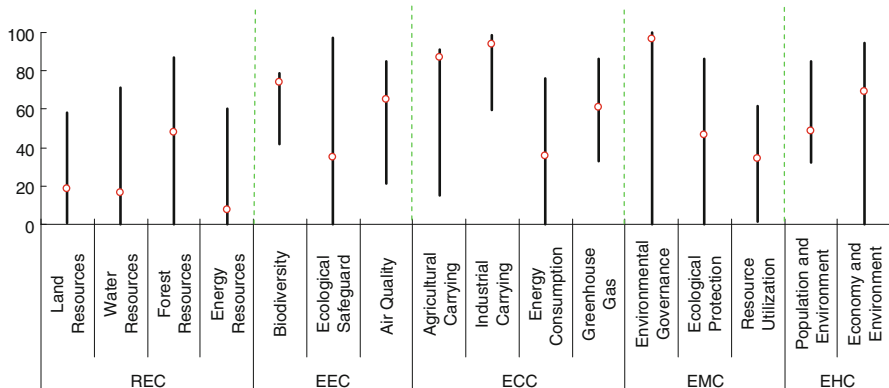 100
80
60
40
20
0
Land
Resources
Water
Resources
Forest
Resources
Energy
Resources
Biodiversity
Ecological
Safeguard
Air Quality
Agricultural
Carrying
Industrial
Carrying
Energy
Consumption
Greenhouse
Gas
Environmental
Governance
Ecological
Protection
Resource
Utilization
Population and
Environment
Economy and
Environment
REC
EEC
ECC
EMC
EHC